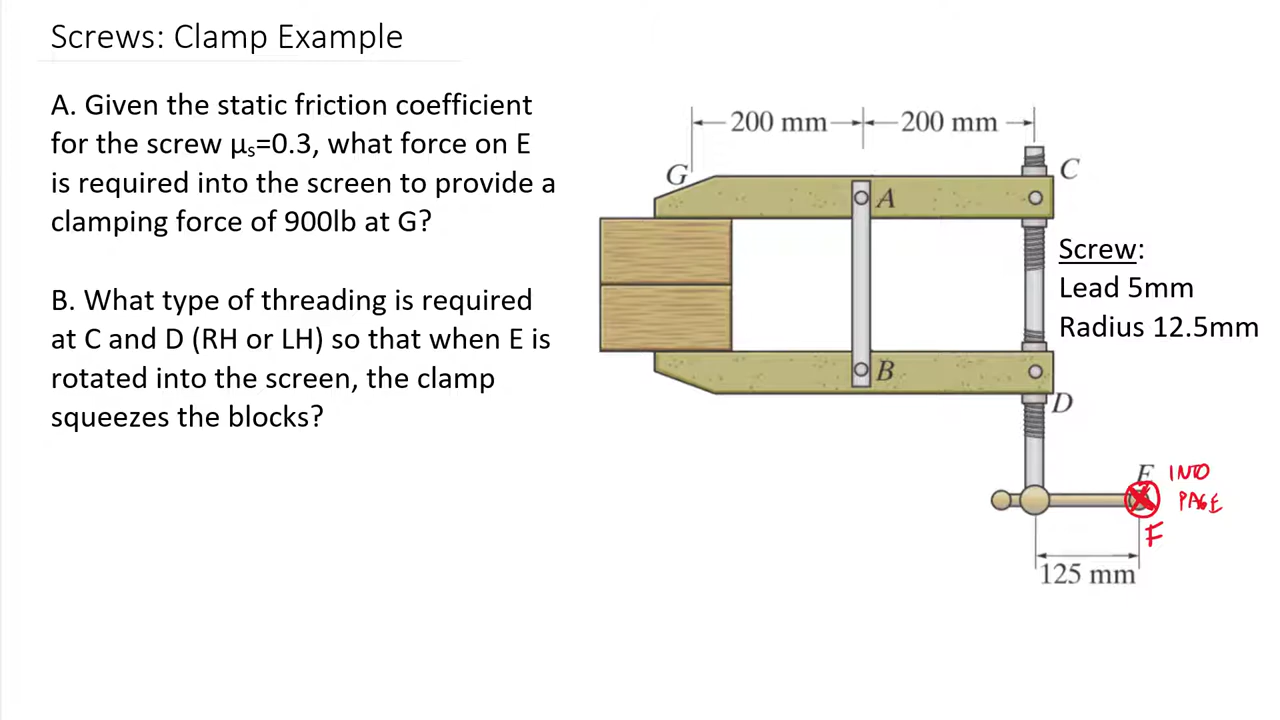 Screws: Clamp Example
A. Given the static friction coefficient
for the screw μs=0.3, what force on E
is required into the screen to provide a
clamping force of 900lb at G?
B. What type of threading is required
at C and D (RH or LH) so that when E is
rotated into the screen, the clamp
squeezes the blocks?
200 mm
200 mm
G
C
A
Screw:
Lead 5mm
Radius 12.5mm
B
D
E INTO
PAGE
F
125 mm